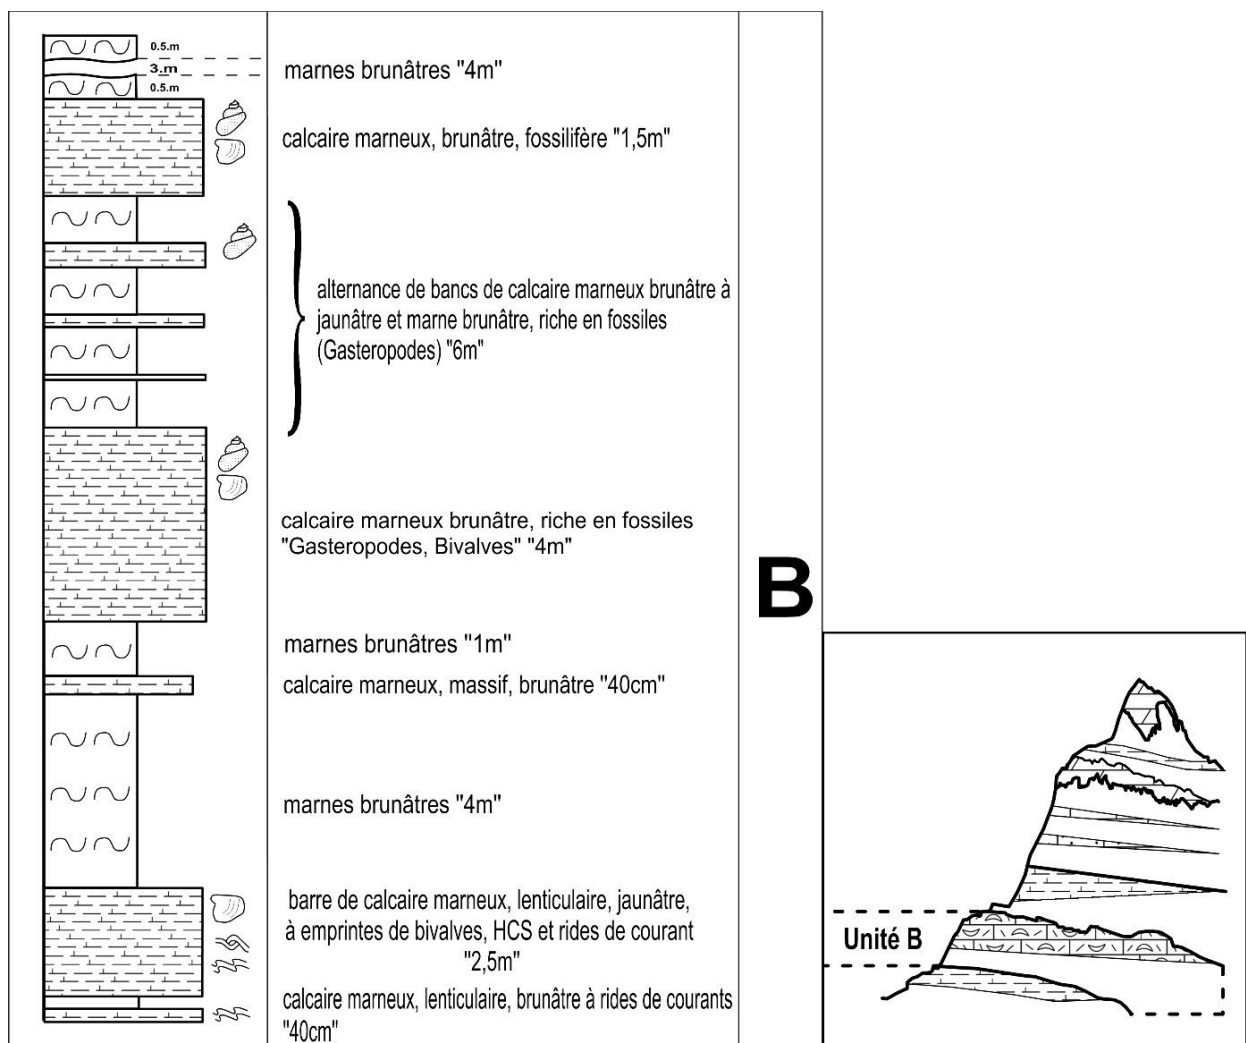 0.5.m
3.m
0.5.m
marnes brunâtres "4m"
calcaire marneux, brunâtre, fossilifère "1,5m"
alternance de bancs de calcaire marneux brunâtre à
jaunâtre et marne brunâtre, riche en fossiles
(Gasteropodes) "6m"
calcaire marneux brunâtre, riche en fossiles
"Gasteropodes, Bivalves" "4m"
marnes brunâtres "1m"
calcaire marneux, massif, brunâtre "40cm"
marnes brunâtres "4m"
barre de calcaire marneux, lenticulaire, jaunâtre,
à emprintes de bivalves, HCS et rides de courant
"2,5m"
calcaire marneux, lenticulaire, brunâtre à rides de courants
"40cm"
B
Unité B